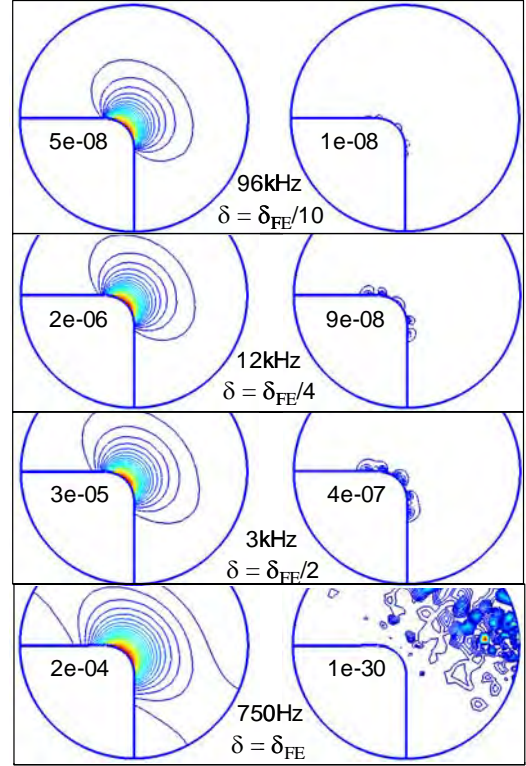 5e-08 1e-08
96kHz
δ = δFE/10
2e-06 9e-08
12kHz
δ = δFE/4
3e-05 4e-07
3kHz
δ = δFE/2
2e-04 1e-30
750Hz
δ = δFE